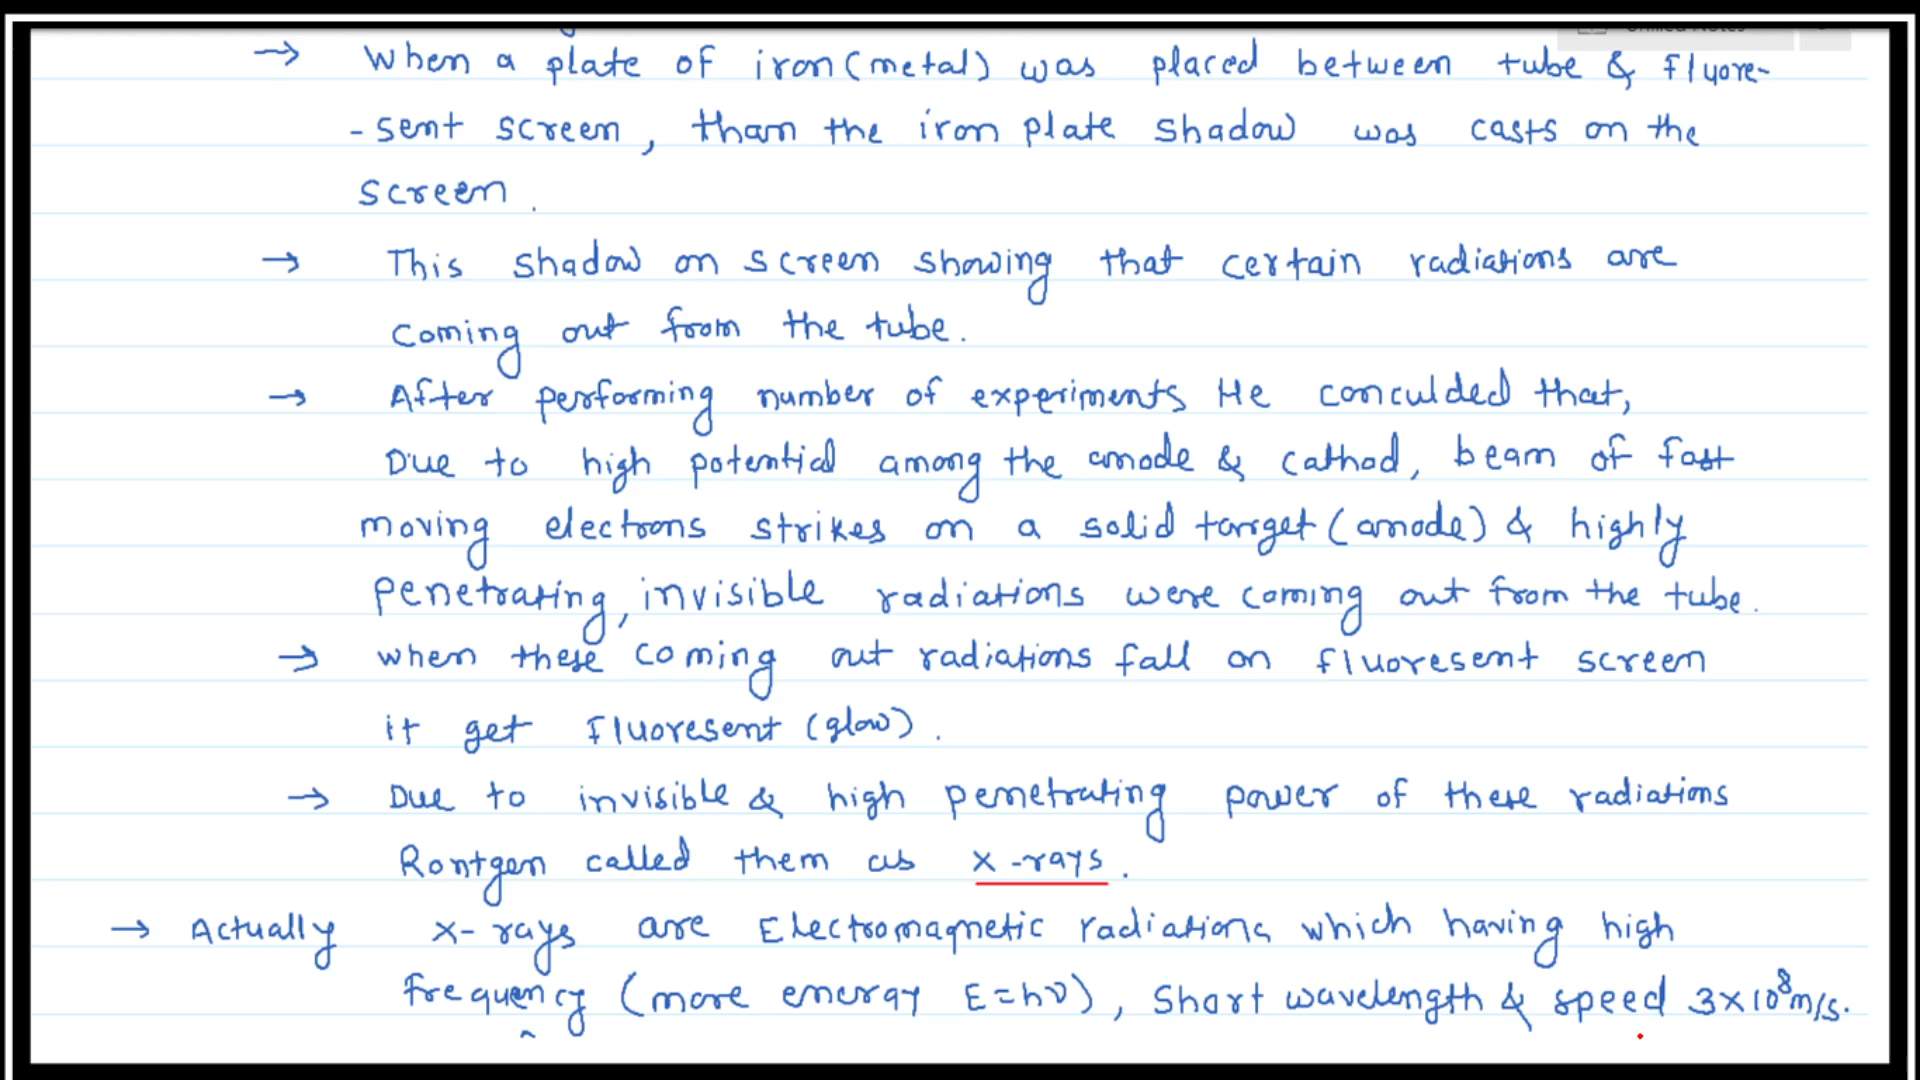 → When a plate of iron (metal) was placed between tube & fluore-
-sent screen, than the iron plate shadow was casts on the
screen.
→ This shadow on screen showing that certain radiations are
coming out from the tube.
→ After performing number of experiments He conculded that,
Due to high potential among the anode & cathod, beam of fast
moving electrons strikes on a solid target (anode) & highly
penetrating, invisible radiations were coming out from the tube.
→ when these coming out radiations fall on fluoresent screen
it get fluoresent (glow).
→ Due to invisible & high penetrating power of these radiations
Rontgen called them as X-rays.
→ Actually X-rays are Electromagnetic radiations which having high
frequency (more energy E=hν), Short wavelength & speed 3×10⁸m/s.